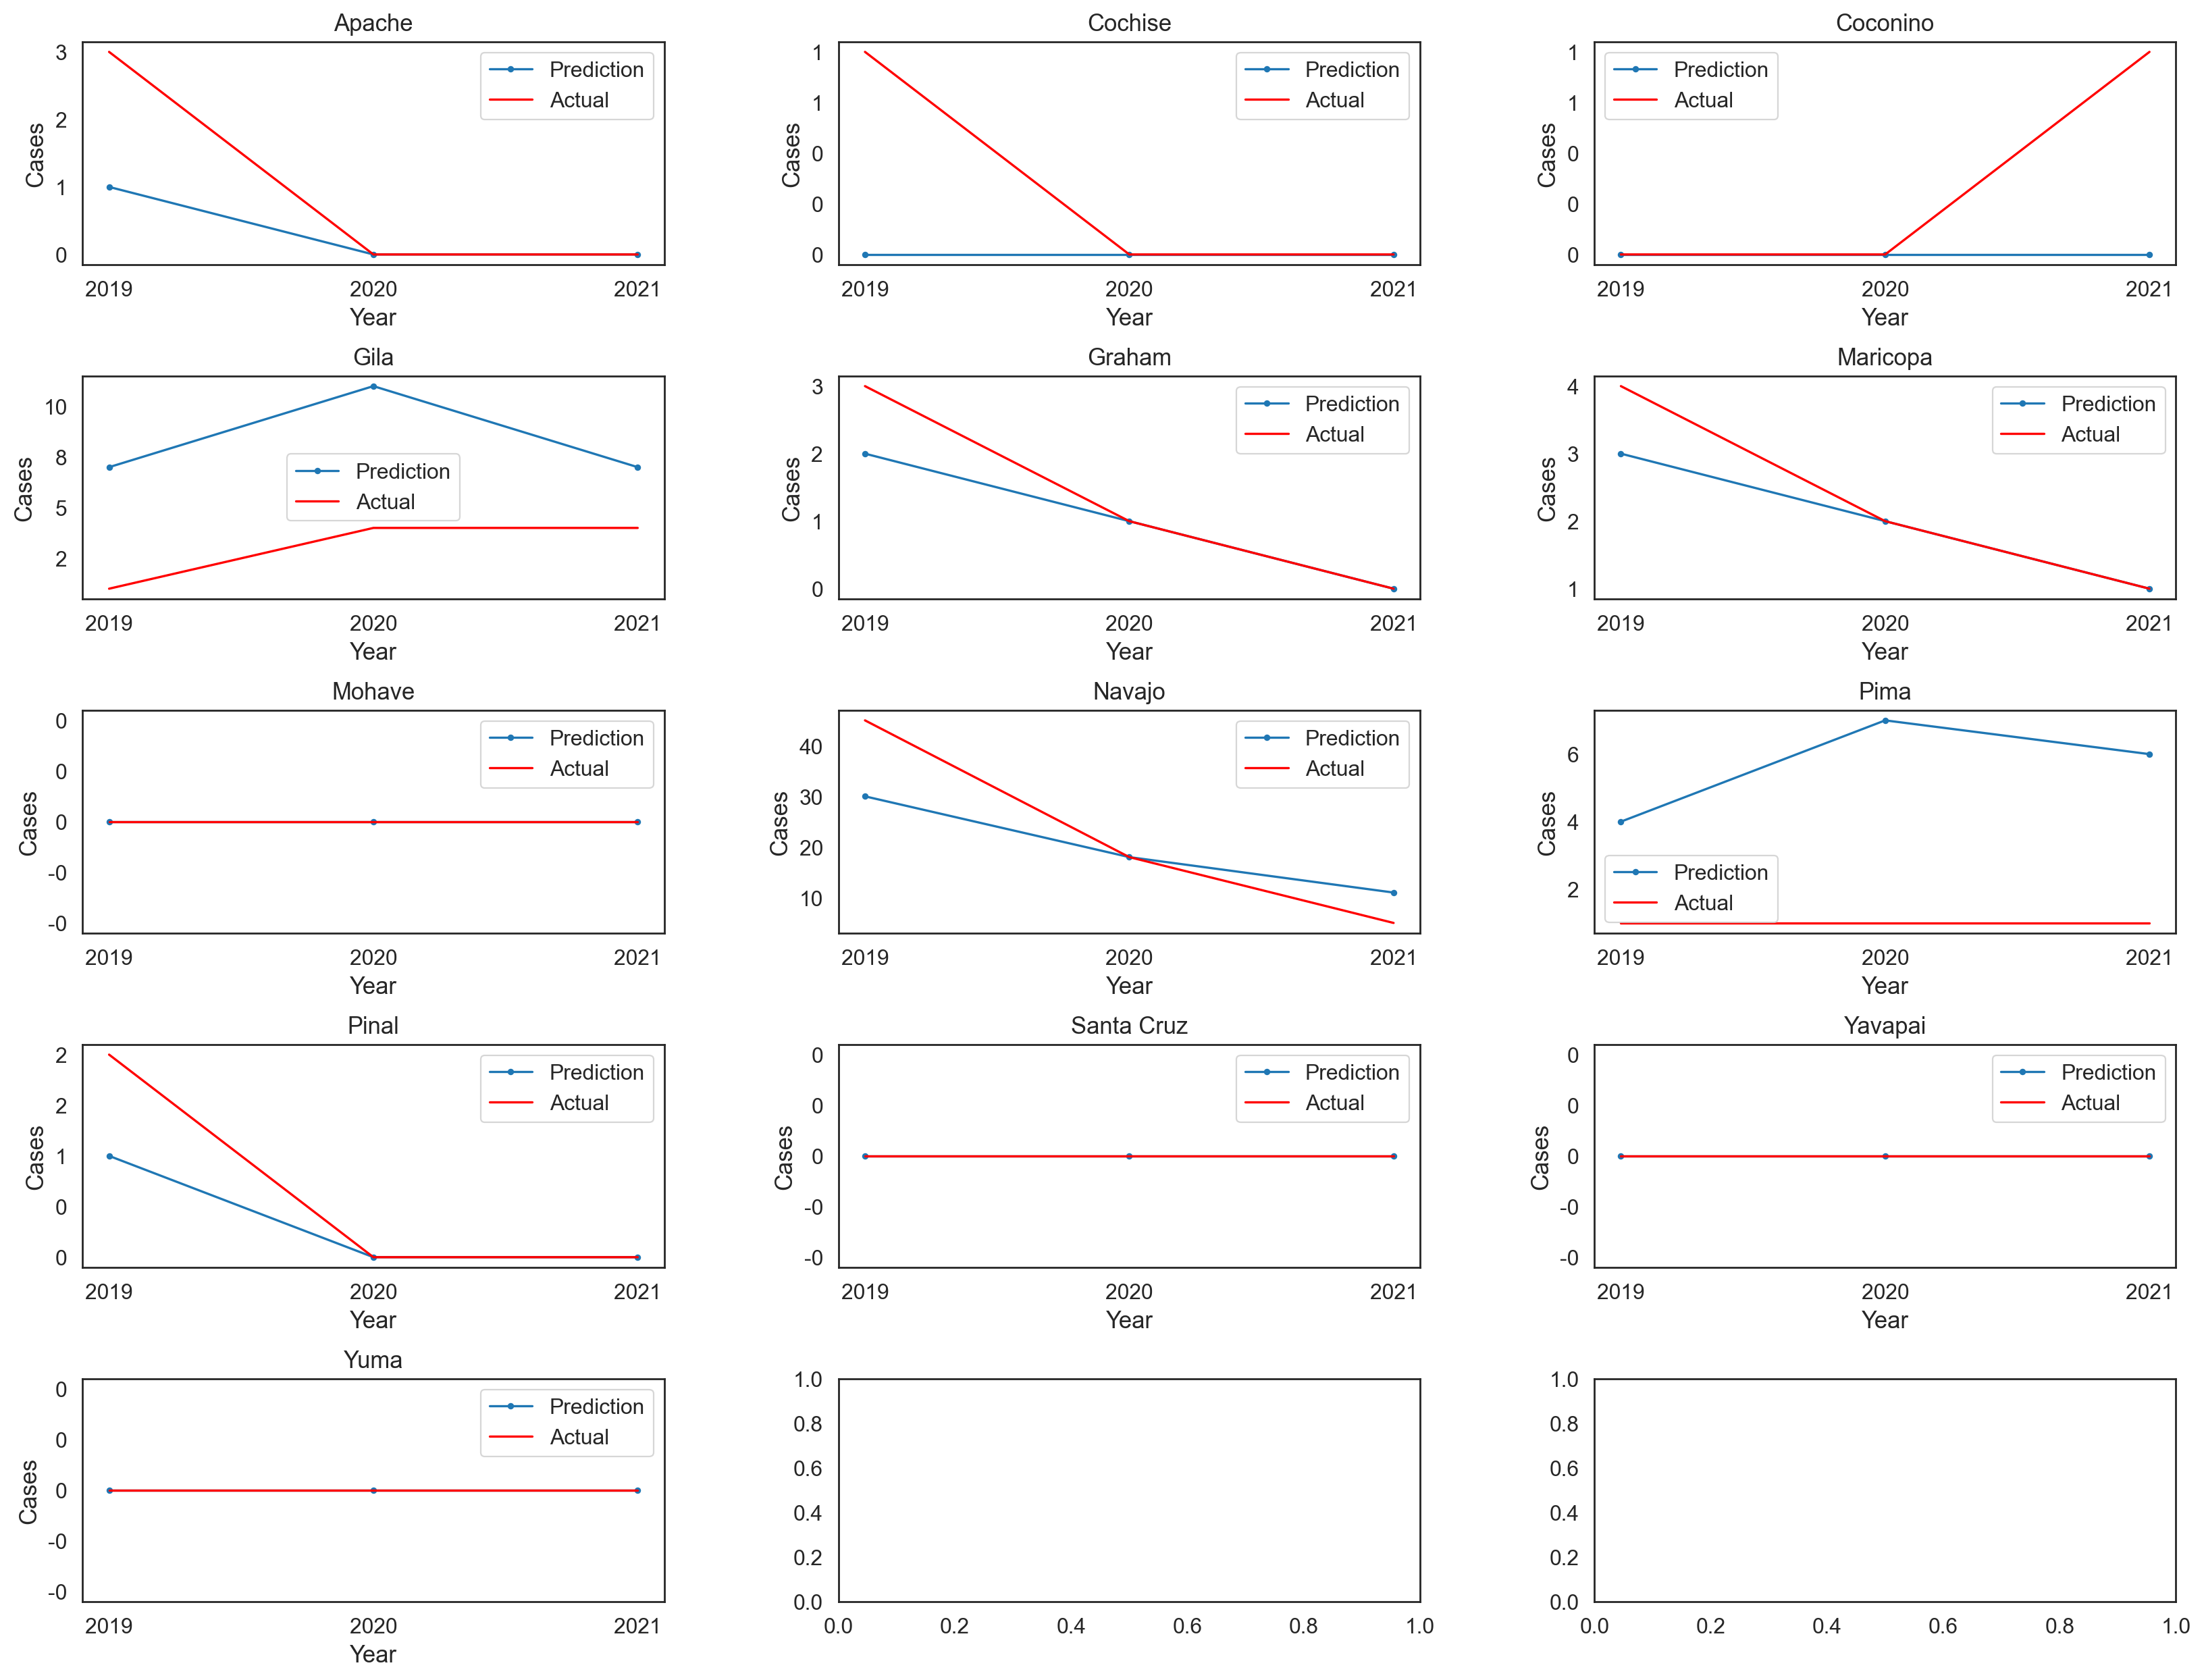 Apache
3
2
1
0
Cases
Prediction
Actual
2019 2020 2021
Year
Cochise
1
1
0
0
0
Cases
Prediction
Actual
2019 2020 2021
Year
Coconino
1
1
0
0
0
Cases
Prediction
Actual
2019 2020 2021
Year
Gila
10
8
5
2
Cases
Prediction
Actual
2019 2020 2021
Year
Graham
3
2
1
0
Cases
Prediction
Actual
2019 2020 2021
Year
Maricopa
4
3
2
1
Cases
Prediction
Actual
2019 2020 2021
Year
Mohave
0
0
0
-0
-0
Cases
Prediction
Actual
2019 2020 2021
Year
Navajo
40
30
20
10
Cases
Prediction
Actual
2019 2020 2021
Year
Pima
6
4
2
Cases
Prediction
Actual
2019 2020 2021
Year
Pinal
2
2
1
0
0
Cases
Prediction
Actual
2019 2020 2021
Year
Santa Cruz
0
0
0
-0
-0
Cases
Prediction
Actual
2019 2020 2021
Year
Yavapai
0
0
0
-0
-0
Cases
Prediction
Actual
2019 2020 2021
Year
Yuma
0
0
0
-0
-0
Cases
Prediction
Actual
2019 2020 2021
Year
1.0
0.8
0.6
0.4
0.2
0.0
0.0 0.2 0.4 0.6 0.8 1.0
1.0
0.8
0.6
0.4
0.2
0.0
0.0 0.2 0.4 0.6 0.8 1.0